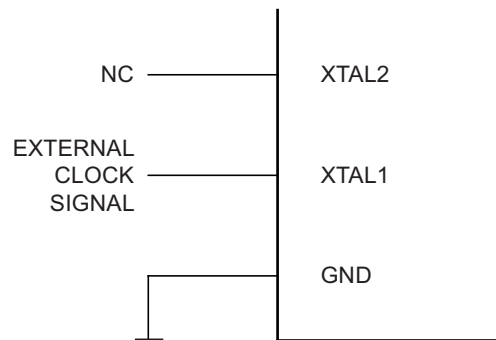 NC
XTAL2
EXTERNAL
CLOCK
SIGNAL
XTAL1
GND